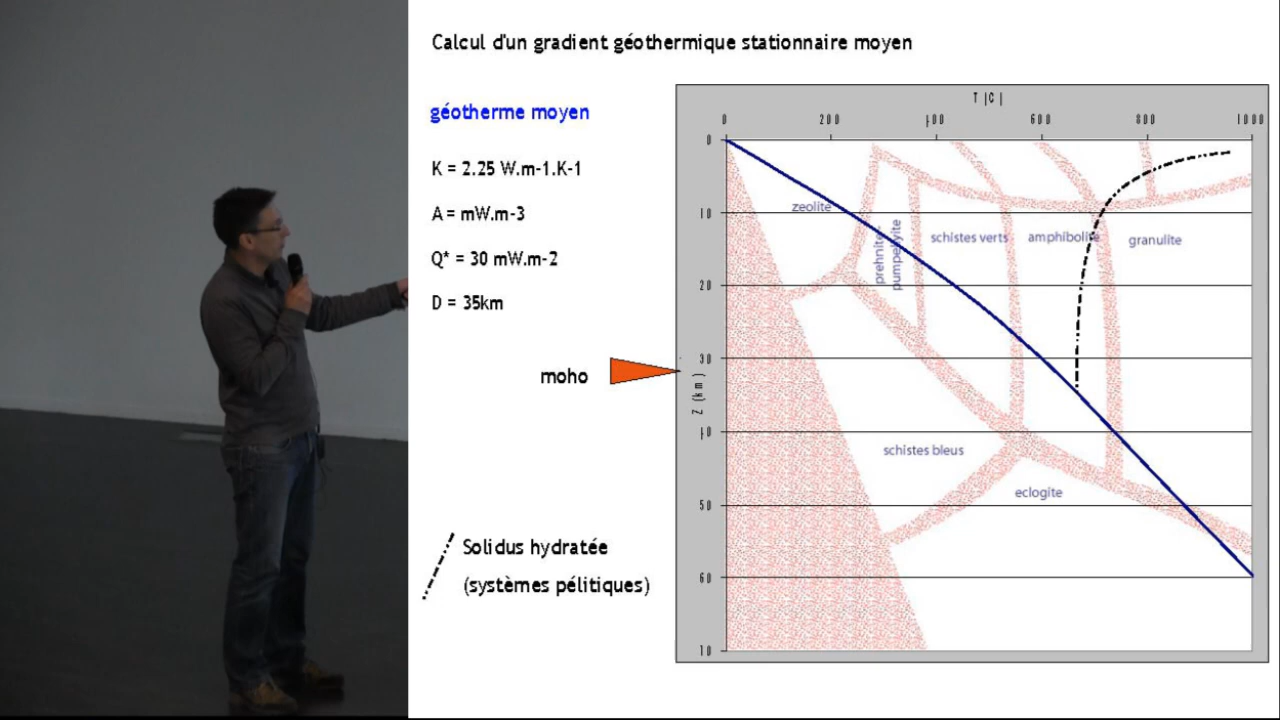 Calcul d'un gradient géothermique stationnaire moyen
géotherme moyen
K = 2.25 W.m-1.K-1
A = mW.m-3
Q* = 30 mW.m-2
D = 35km
moho
Solidus hydratée
(systèmes pélitiques)
T |C|
0 200 400 600 800 1000
0
10
20
30
40
50
60
Z (km)
zeolite
prehnite-
pumpellyite
schistes verts
amphibolite
granulite
schistes bleus
eclogite